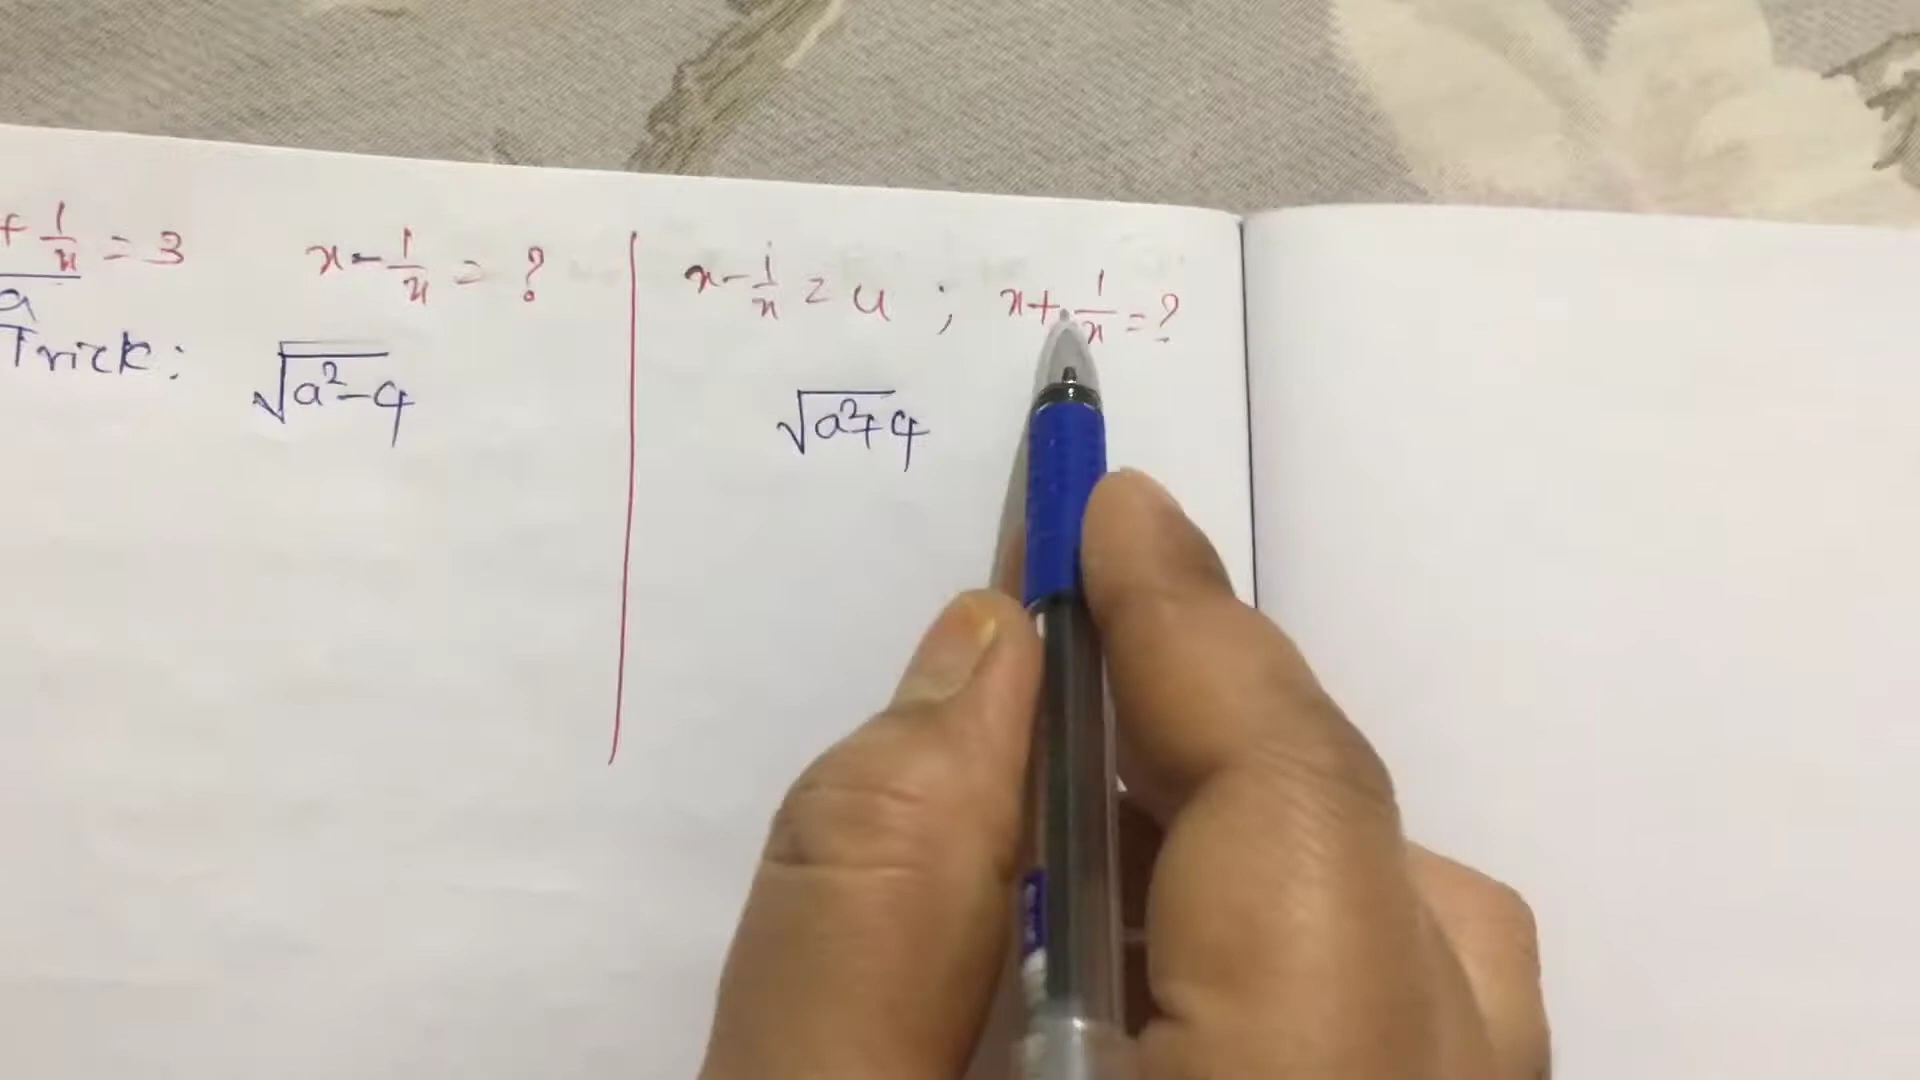 + 1/x = 3 x - 1/x = ?
a
Trick: √a²-4
x - 1/x = 4 ; x + 1/x = ?
√a²+4